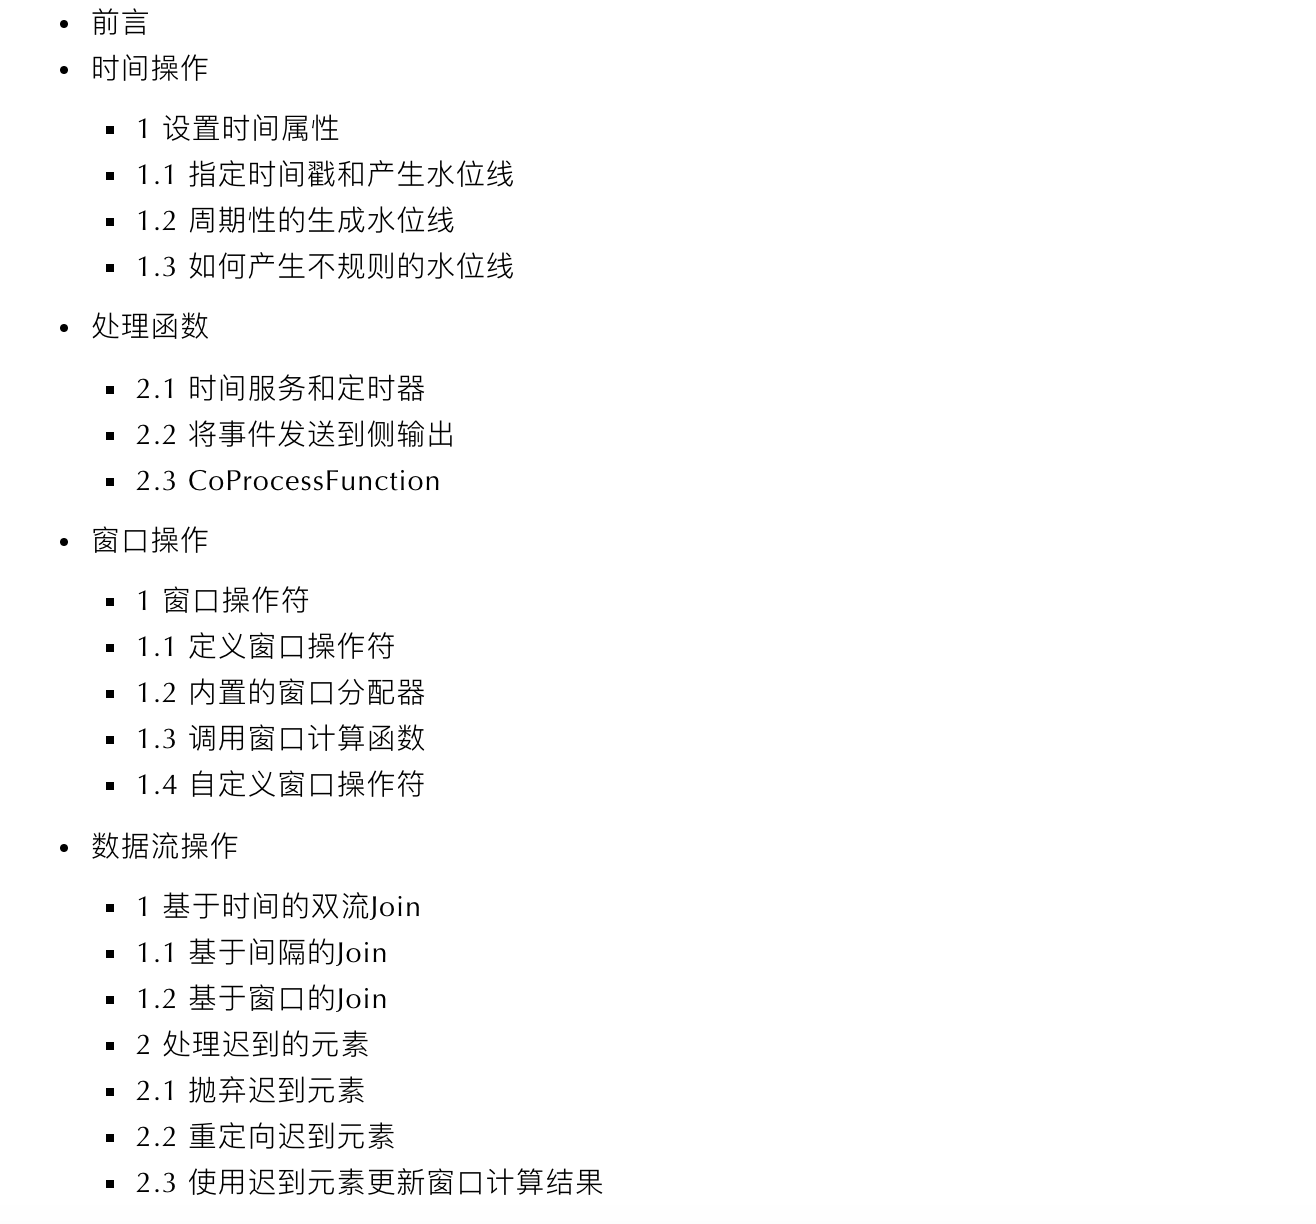 前言
时间操作
1 设置时间属性
1.1 指定时间戳和产生水位线
1.2 周期性的生成水位线
1.3 如何产生不规则的水位线
处理函数
2.1 时间服务和定时器
2.2 将事件发送到侧输出
2.3 CoProcessFunction
窗口操作
1 窗口操作符
1.1 定义窗口操作符
1.2 内置的窗口分配器
1.3 调用窗口计算函数
1.4 自定义窗口操作符
数据流操作
1 基于时间的双流Join
1.1 基于间隔的Join
1.2 基于窗口的Join
2 处理迟到的元素
2.1 抛弃迟到元素
2.2 重定向迟到元素
2.3 使用迟到元素更新窗口计算结果